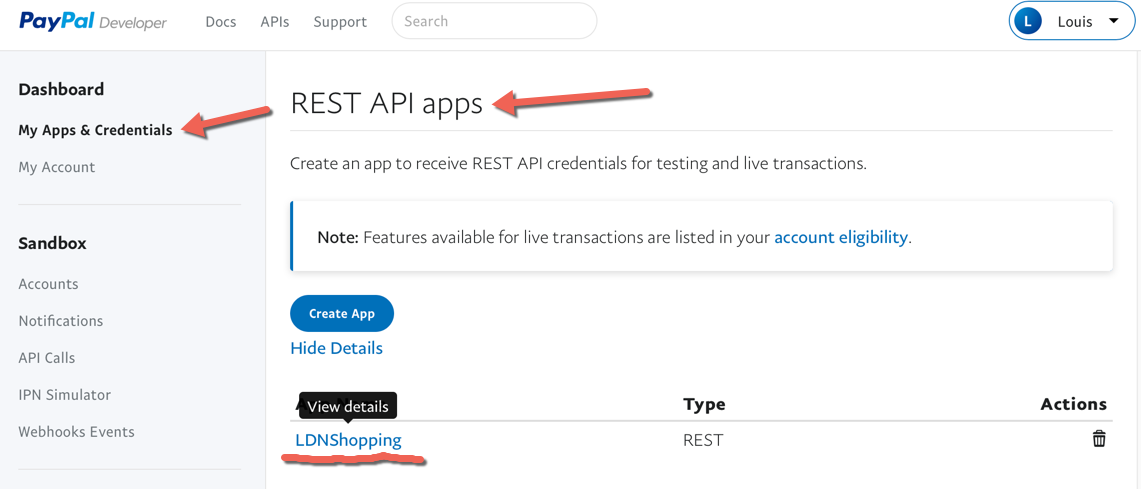 PayPal Developer Docs APIs Support Search L Louis
Dashboard
My Apps & Credentials
My Account
Sandbox
Accounts
Notifications
API Calls
IPN Simulator
Webhooks Events
REST API apps
Create an app to receive REST API credentials for testing and live transactions.
Note: Features available for live transactions are listed in your account eligibility.
Create App
Hide Details
View details
Type Actions
LDNShopping REST